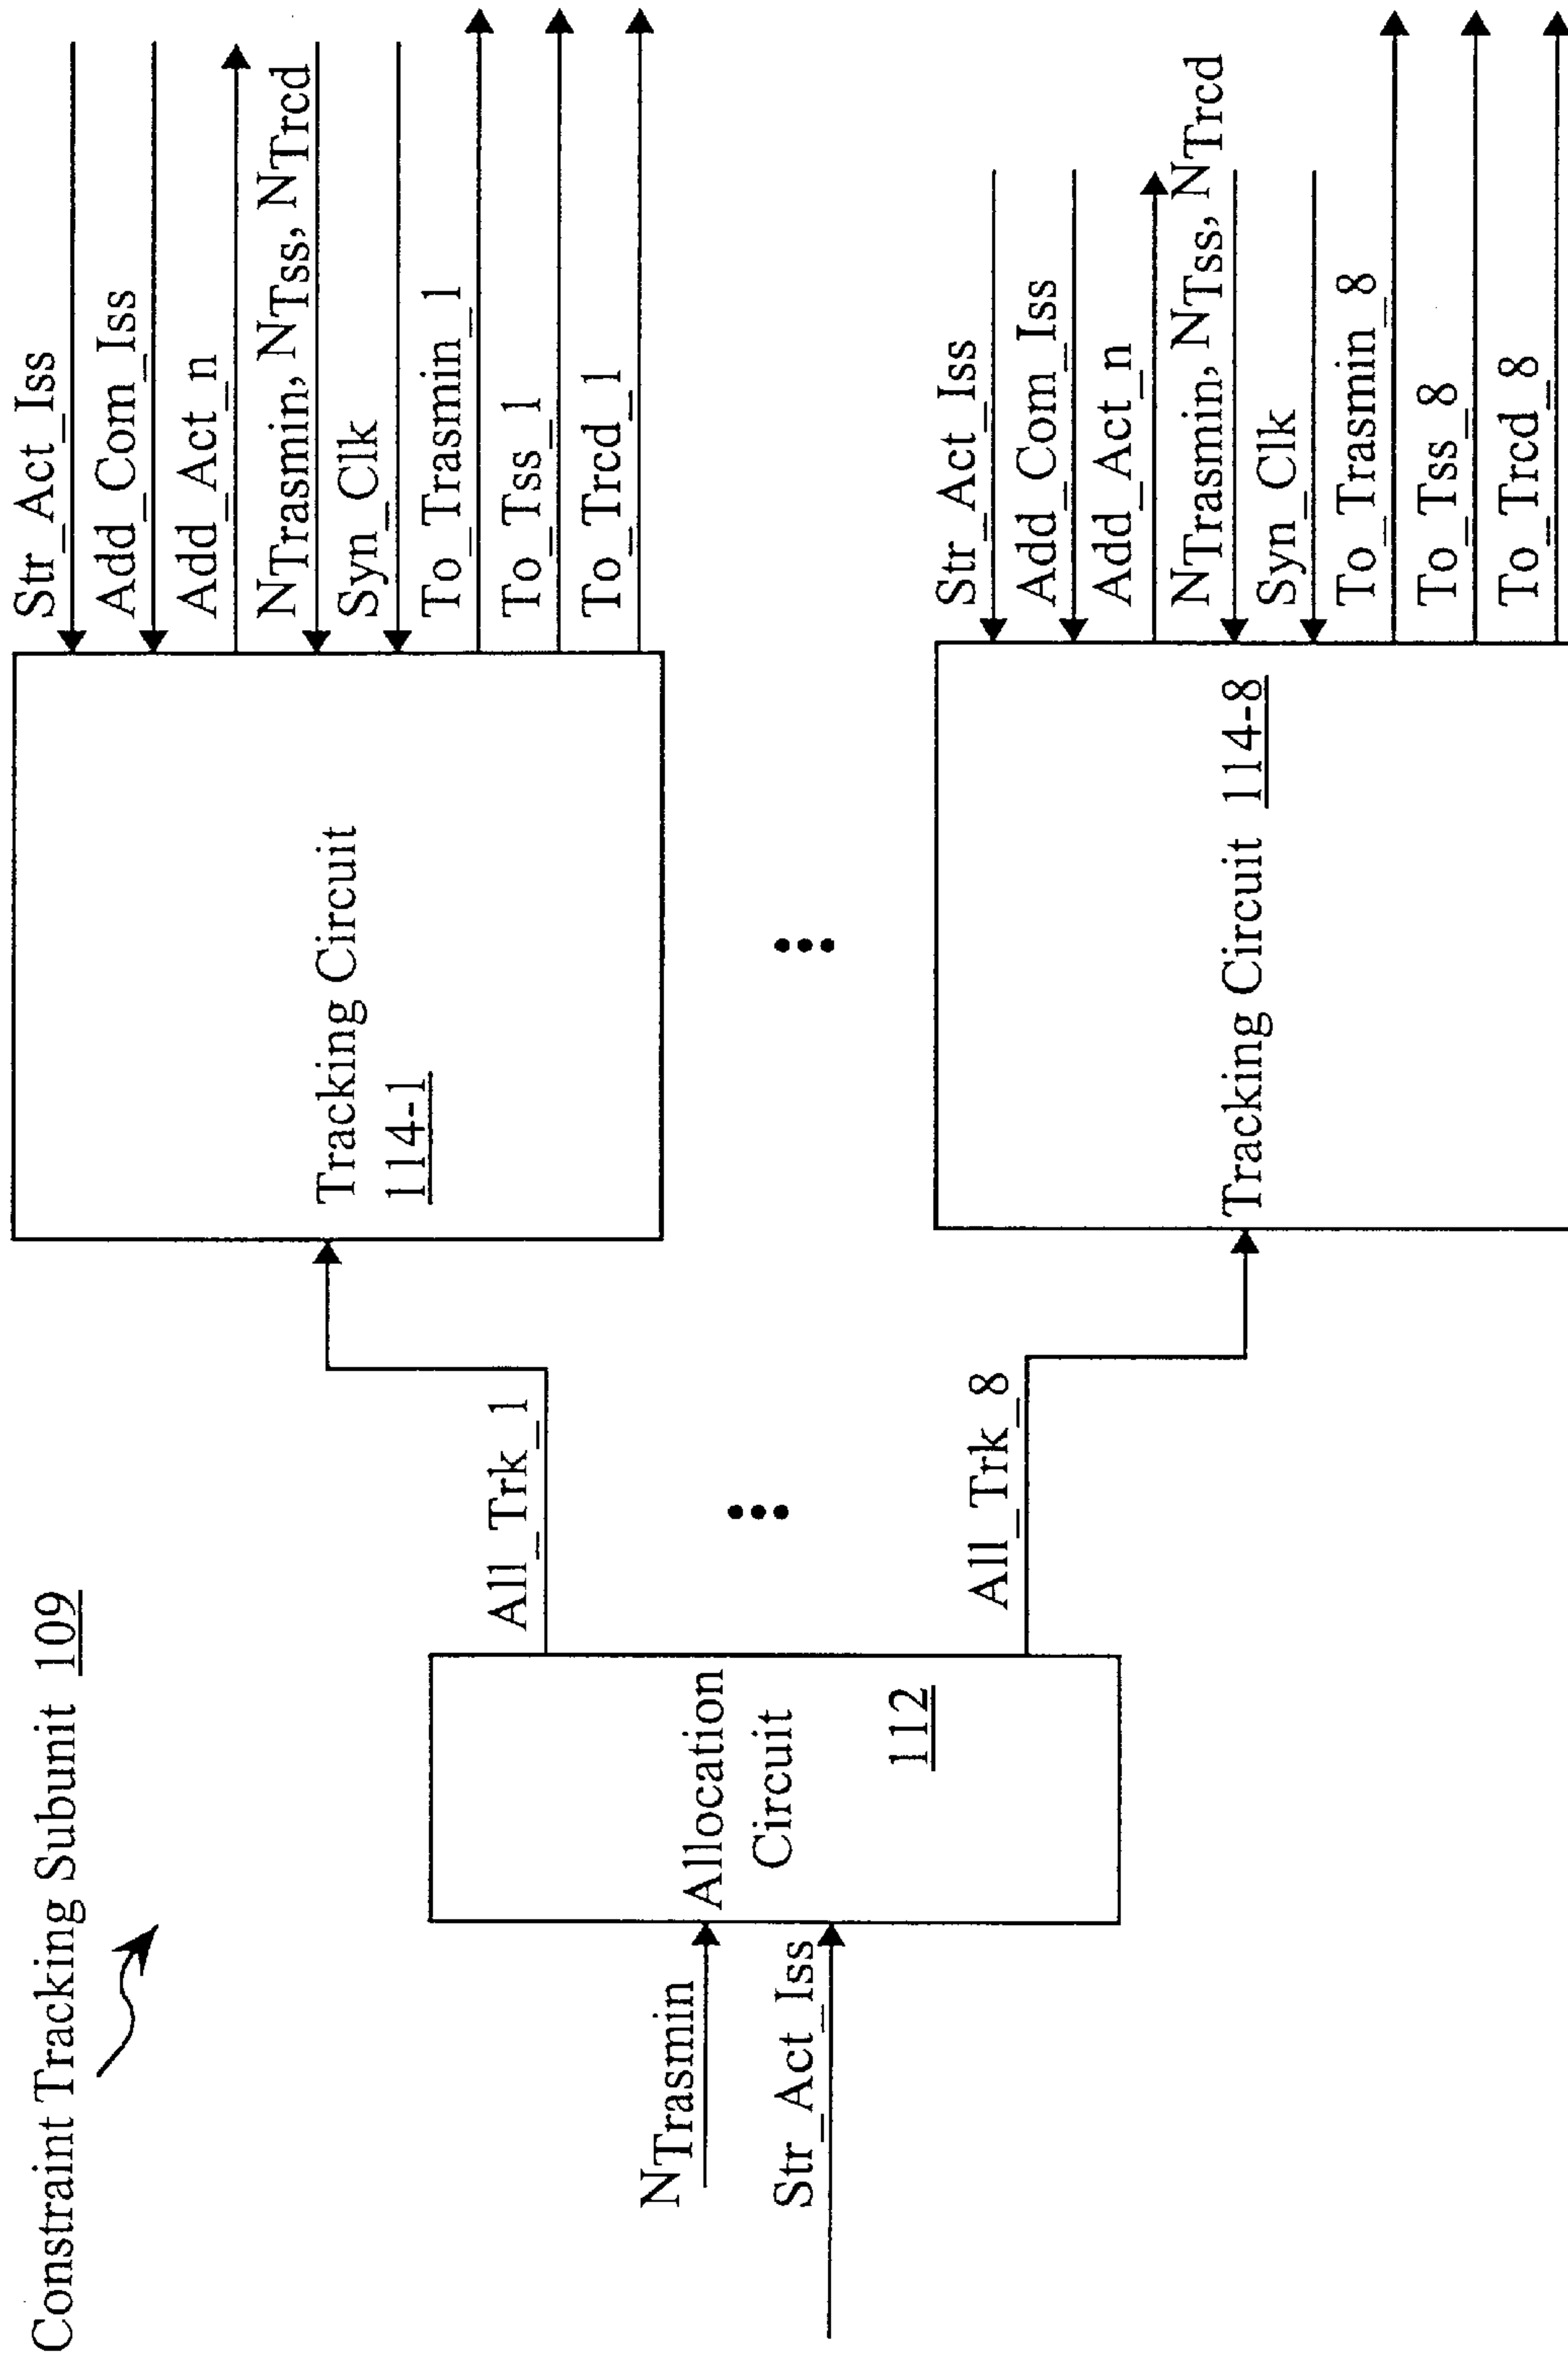 Constraint Tracking Subunit 109
NTrasmin
Str_Act_Iss
Allocation
Circuit
112
All_Trk_1
All_Trk_8
Tracking Circuit
114-1
Str_Act_Iss
Add_Com_Iss
Add_Act_n
NTrasmin, NTss, NTrcd
Syn_Clk
To_Trasmin_1
To_Tss_1
To_Trcd_1
Tracking Circuit 114-8
Str_Act_Iss
Add_Com_Iss
Add_Act_n
NTrasmin, NTss, NTrcd
Syn_Clk
To_Trasmin_8
To_Tss_8
To_Trcd_8